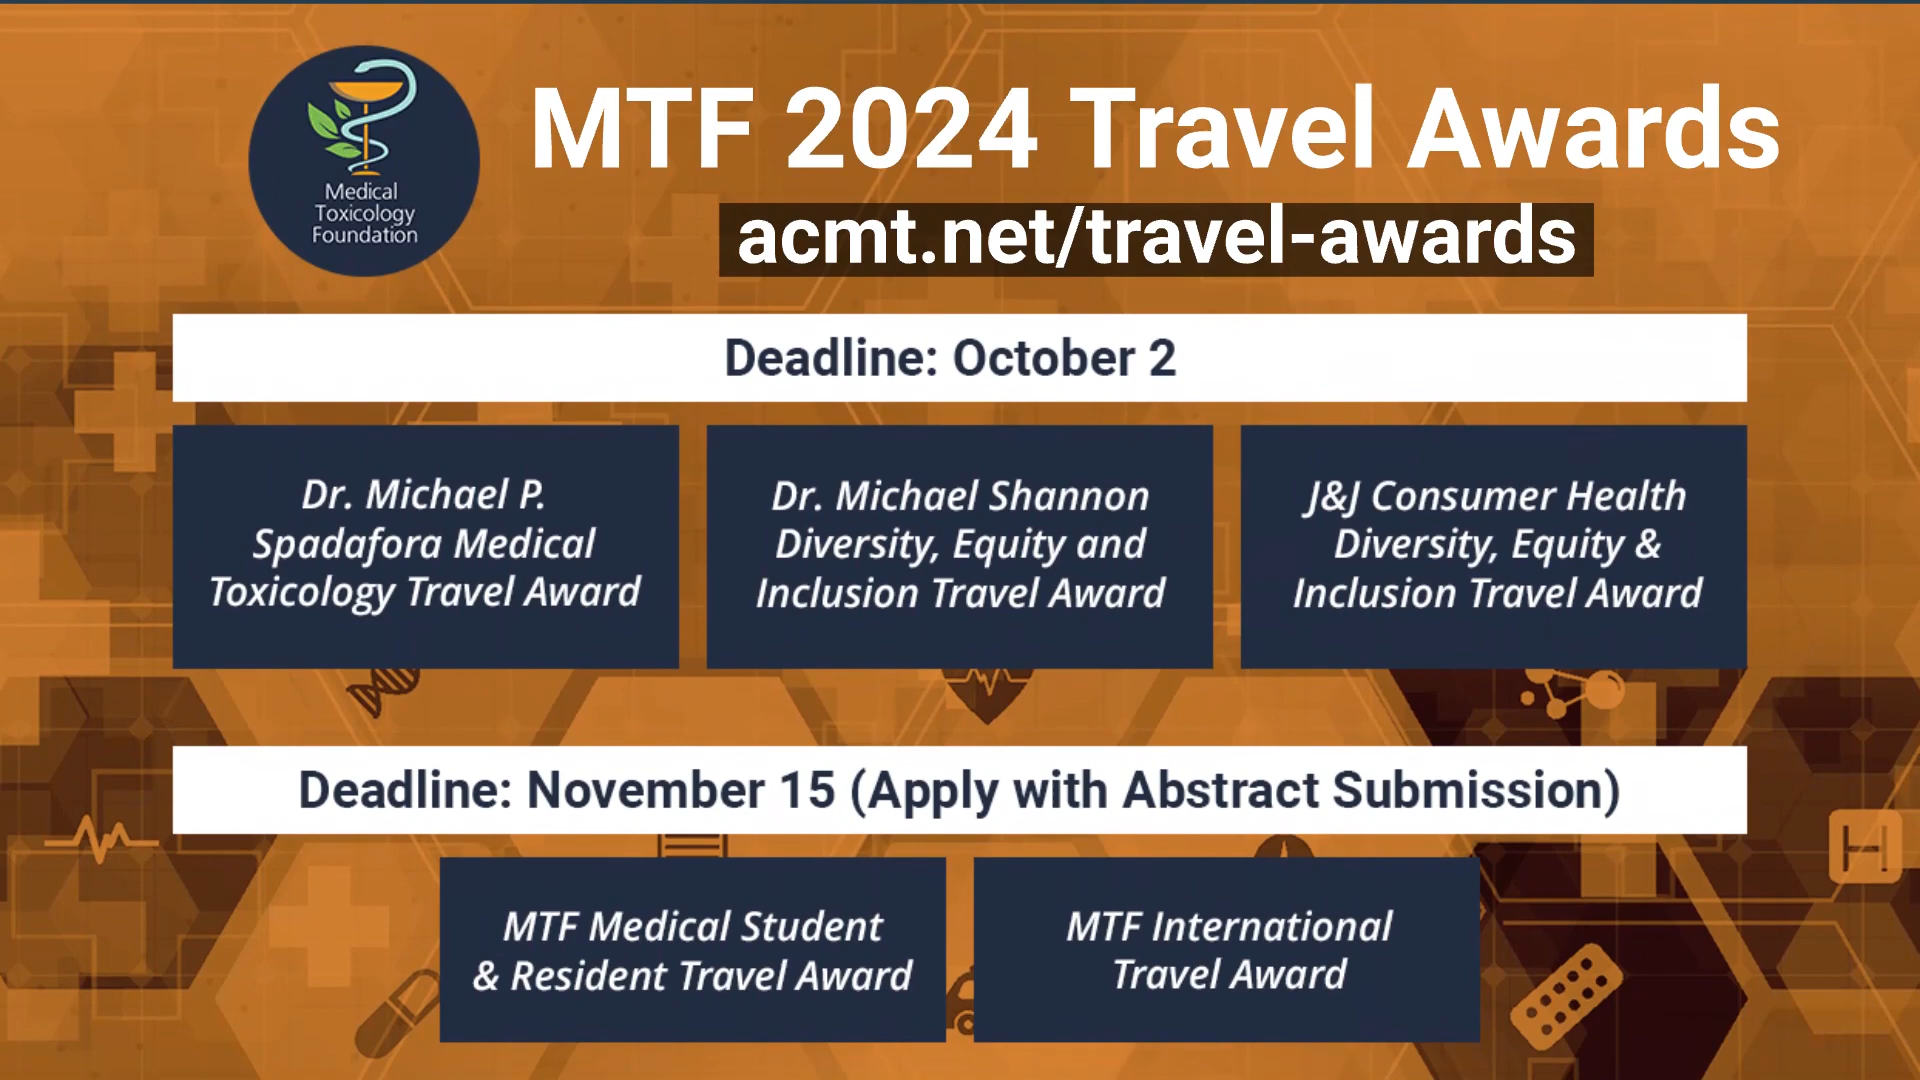 Medical
Toxicology
Foundation
MTF 2024 Travel Awards
acmt.net/travel-awards
Deadline: October 2
Dr. Michael P.
Spadafora Medical
Toxicology Travel Award
Dr. Michael Shannon
Diversity, Equity and
Inclusion Travel Award
J&J Consumer Health
Diversity, Equity &
Inclusion Travel Award
Deadline: November 15 (Apply with Abstract Submission)
MTF Medical Student
& Resident Travel Award
MTF International
Travel Award
H